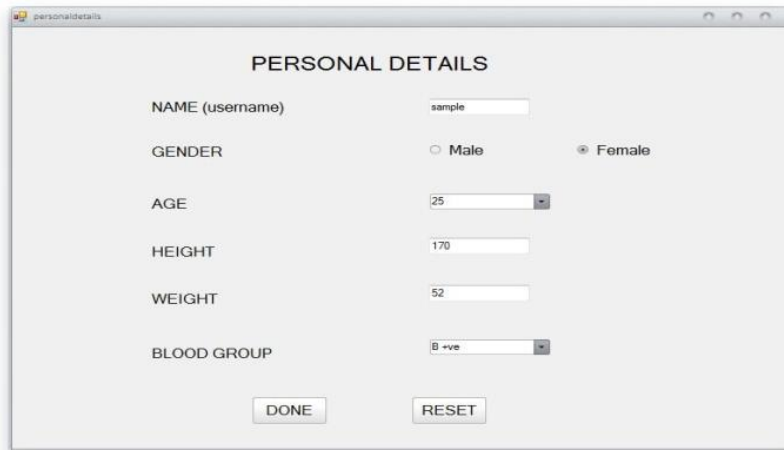 personaldetails
PERSONAL DETAILS
NAME (username) sample
GENDER Male Female
AGE 25
HEIGHT 170
WEIGHT 52
BLOOD GROUP B +ve
DONE RESET